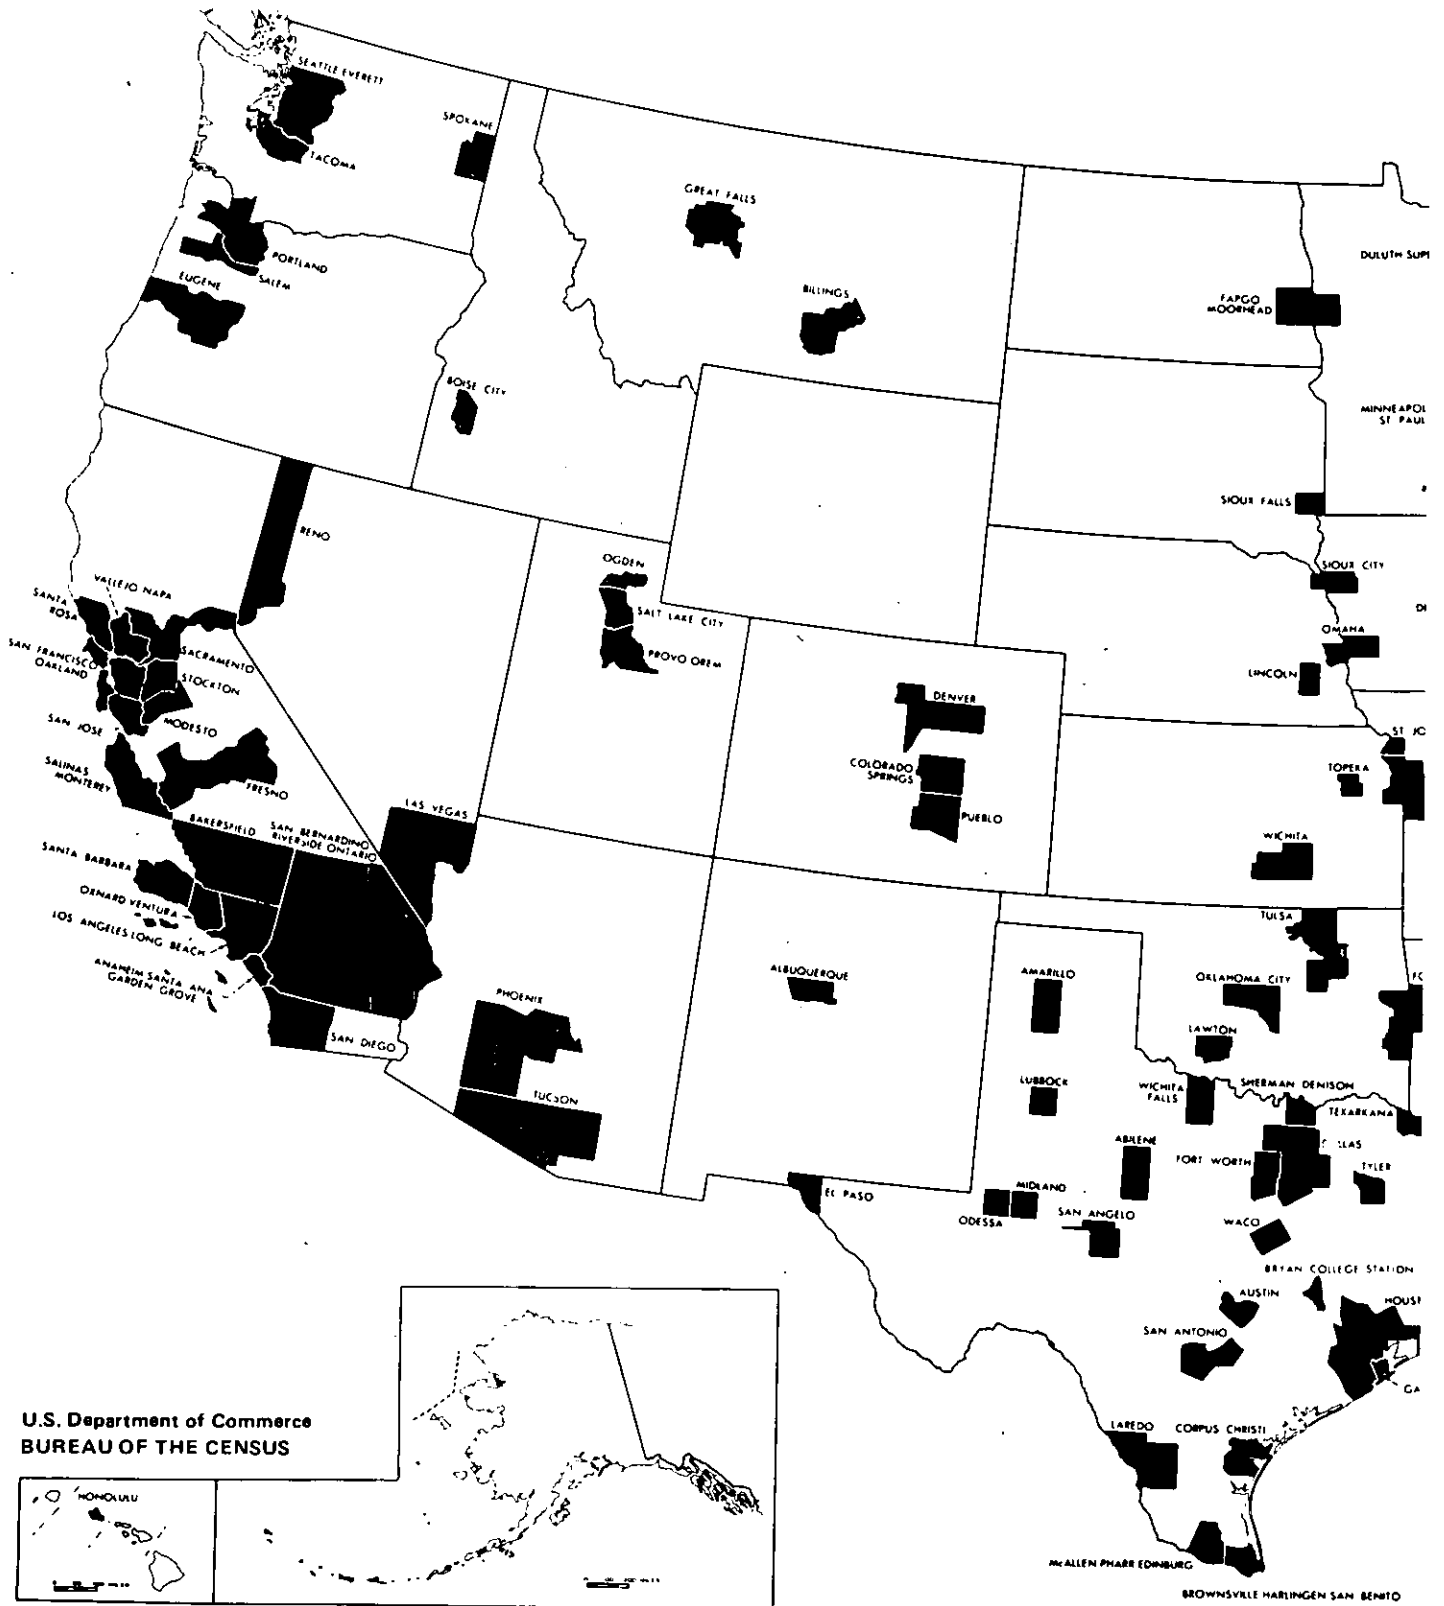 SEATTLE EVERETT
SPOKANE
TACOMA
GREAT FALLS
PORTLAND
SALEM
EUGENE
BILLINGS
DULUTH SUP
FARGO
MOORHEAD
BOISE CITY
MINNEAPOL
ST PAUL
SIOUX FALLS
RENO
OGDEN
SIOUX CITY
VALLEJO NAPA
SANTA
ROSA
SALT LAKE CITY
OMAHA
SAN FRANCISCO
OAKLAND
SACRAMENTO
PROVO OREM
STOCKTON
LINCOLN
DENVER
SAN JOSE
MODESTO
ST JO
SALINAS
MONTEREY
FRESNO
COLORADO
SPRINGS
TOPEKA
LAS VEGAS
PUEBLO
BAKERSFIELD
SAN BERNARDINO
RIVERSIDE ONTARIO
WICHITA
SANTA BARBARA
OXNARD VENTURA
LOS ANGELES LONG BEACH
TULSA
ANAHEIM SANTA ANA
GARDEN GROVE
ALBUQUERQUE
AMARILLO
OKLAHOMA CITY
FO
PHOENIX
SAN DIEGO
LAWTON
TUCSON
LUBBOCK
WICHITA
FALLS
SHERMAN DENISON
TEXARKANA
ABILENE
FORT WORTH
TYLER
EL PASO
MIDLAND
ODESSA
SAN ANGELO
WACO
BRYAN COLLEGE STATION
AUSTIN
HOUST
SAN ANTONIO
GA
U.S. Department of Commerce
BUREAU OF THE CENSUS
LAREDO
CORPUS CHRISTI
HONOLULU
McALLEN PHARR EDINBURG
BROWNSVILLE HARLINGEN SAN BENITO